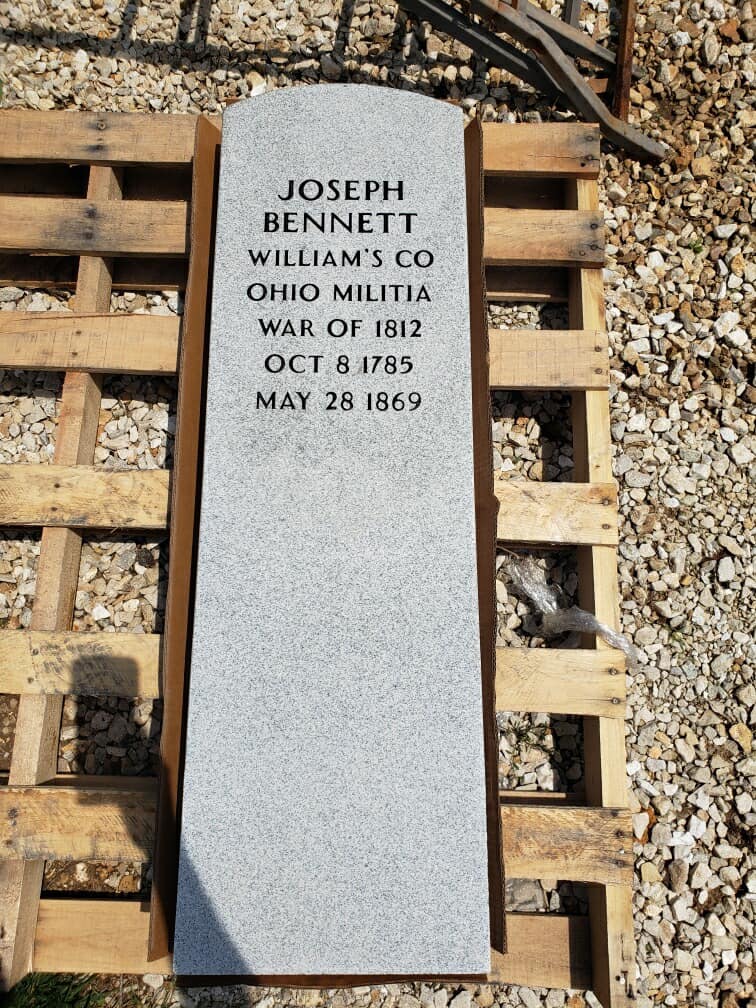 JOSEPH
BENNETT
WILLIAM'S CO
OHIO MILITIA
WAR OF 1812
OCT 8 1785
MAY 28 1869